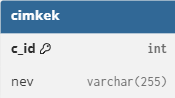 cimkek
c_id int
nev varchar(255)